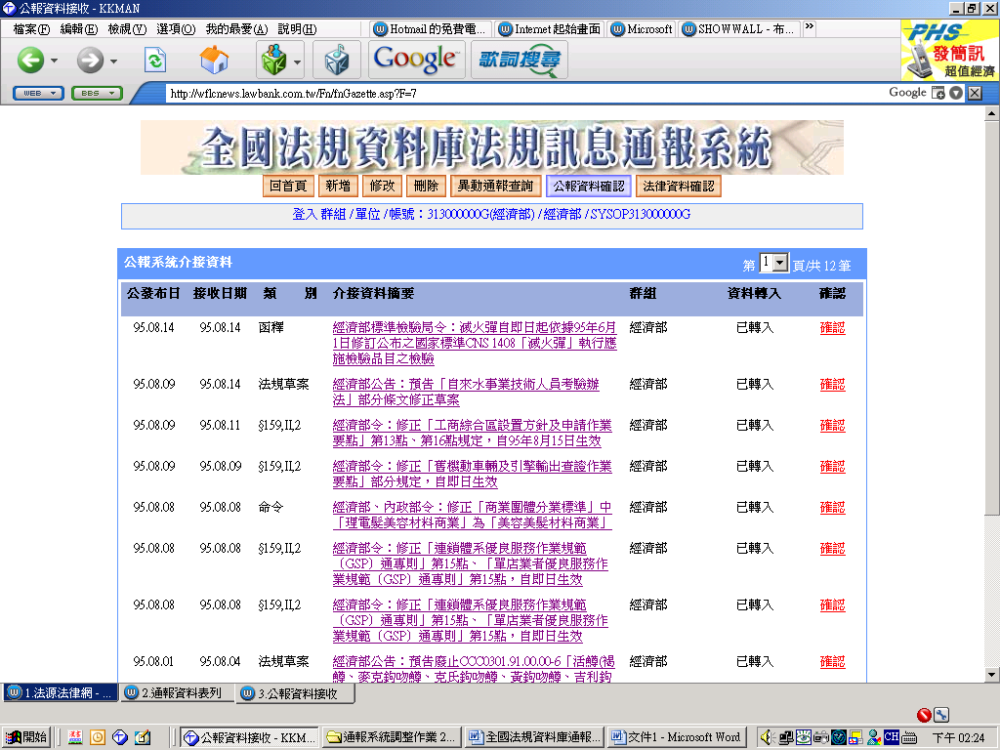 公報資料接收 - KKMAN
檔案(F) 編輯(E) 檢視(V) 選項(O) 我的最愛(A) 說明(H) Hotmail 的免費電... Internet 起始畫面 Microsoft SHOWWALL - 布... »
Google 歌詞搜尋
PHS
發簡訊
超值經濟
WEB BBS http://wflcnews.lawbank.com.tw/Fn/fnGazette.asp?F=7 Google
全國法規資料庫法規訊息通報系統
回首頁 新增 修改 刪除 異動通報查詢 公報資料確認 法律資料確認
登入 群組 / 單位 / 帳號：313000000G(經濟部) / 經濟部 / SYSOP313000000G
公報系統介接資料 第 1 頁/共 12 筆
公發布日 接收日期 類 別 介接資料摘要 群組 資料轉入 確認
95.08.14 95.08.14 函釋 經濟部標準檢驗局令：滅火彈自即日起依據95年6月
1日修訂公布之國家標準CNS 1408「滅火彈」執行應
施檢驗品目之檢驗 經濟部 已轉入 確認
95.08.09 95.08.14 法規草案 經濟部公告：預告「自來水事業技術人員考驗辦
法」部分條文修正草案 經濟部 已轉入 確認
95.08.09 95.08.11 §159,II,2 經濟部令：修正「工商綜合區設置方針及申請作業
要點」第13點、第16點規定，自95年8月15日生效 經濟部 已轉入 確認
95.08.09 95.08.09 §159,II,2 經濟部令：修正「舊機動車輛及引擎輸出查證作業
要點」部分規定，自即日生效 經濟部 已轉入 確認
95.08.08 95.08.08 命令 經濟部、內政部令：修正「商業團體分業標準」中
「理電髮美容材料商業」為「美容美髮材料商業」 經濟部 已轉入 確認
95.08.08 95.08.08 §159,II,2 經濟部令：修正「連鎖體系優良服務作業規範
（GSP）通專則」第15點、「單店業者優良服務作
業規範（GSP）通專則」第15點，自即日生效 經濟部 已轉入 確認
95.08.08 95.08.08 §159,II,2 經濟部令：修正「連鎖體系優良服務作業規範
（GSP）通專則」第15點、「單店業者優良服務作
業規範（GSP）通專則」第15點，自即日生效 經濟部 已轉入 確認
95.08.01 95.08.04 法規草案 經濟部公告：預告廢止CCC0301.91.00.00-6「活鱒(褐
鱒、麥克鉤吻鱒、克氏鉤吻鱒、黃鉤吻鱒、吉利鉤 經濟部 已轉入 確認
1.法源法律網 - ... 2.通報資料表列 3.公報資料接收
開始 公報資料接收 - KKM... 通報系統調整作業 2... 全國法規資料庫通報... 文件1 - Microsoft Word CH 下午 02:24